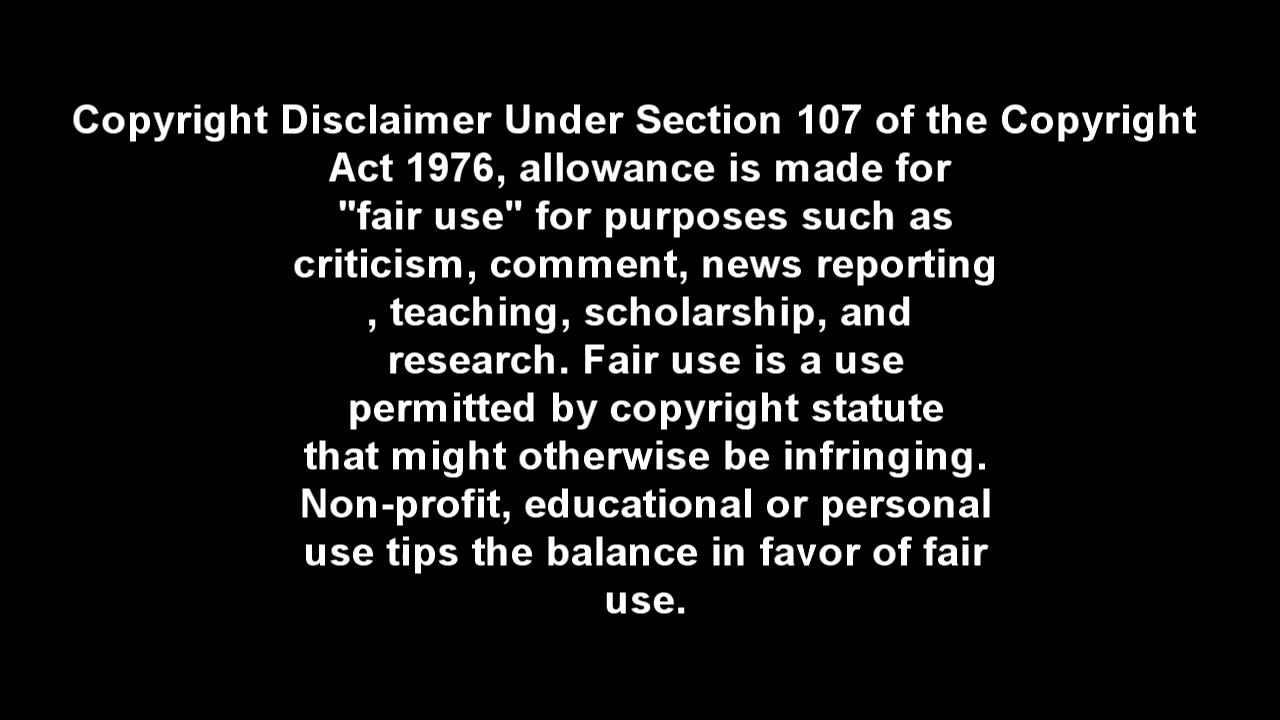 Copyright Disclaimer Under Section 107 of the Copyright
Act 1976, allowance is made for
"fair use" for purposes such as
criticism, comment, news reporting
, teaching, scholarship, and
research. Fair use is a use
permitted by copyright statute
that might otherwise be infringing.
Non-profit, educational or personal
use tips the balance in favor of fair
use.